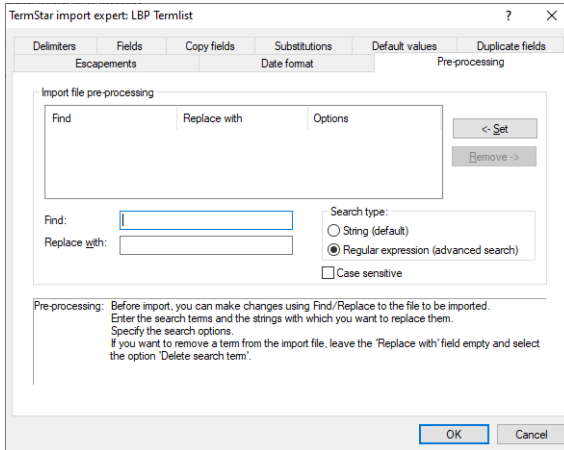 TermStar import expert: LBP Termlist
?
Delimiters
Fields
Copy fields
Substitutions
Default values
Duplicate fields
Escapements
Date format
Pre-processing
Import file pre-processing
Find
Replace with
Options
<- Set
Remove ->
Find:
Replace with:
Search type:
String (default)
Regular expression (advanced search)
Case sensitive
Pre-processing: Before import, you can make changes using Find/Replace to the file to be imported.
Enter the search terms and the strings with which you want to replace them.
Specify the search options.
If you want to remove a term from the import file, leave the 'Replace with' field empty and select
the option 'Delete search term'.
OK
Cancel